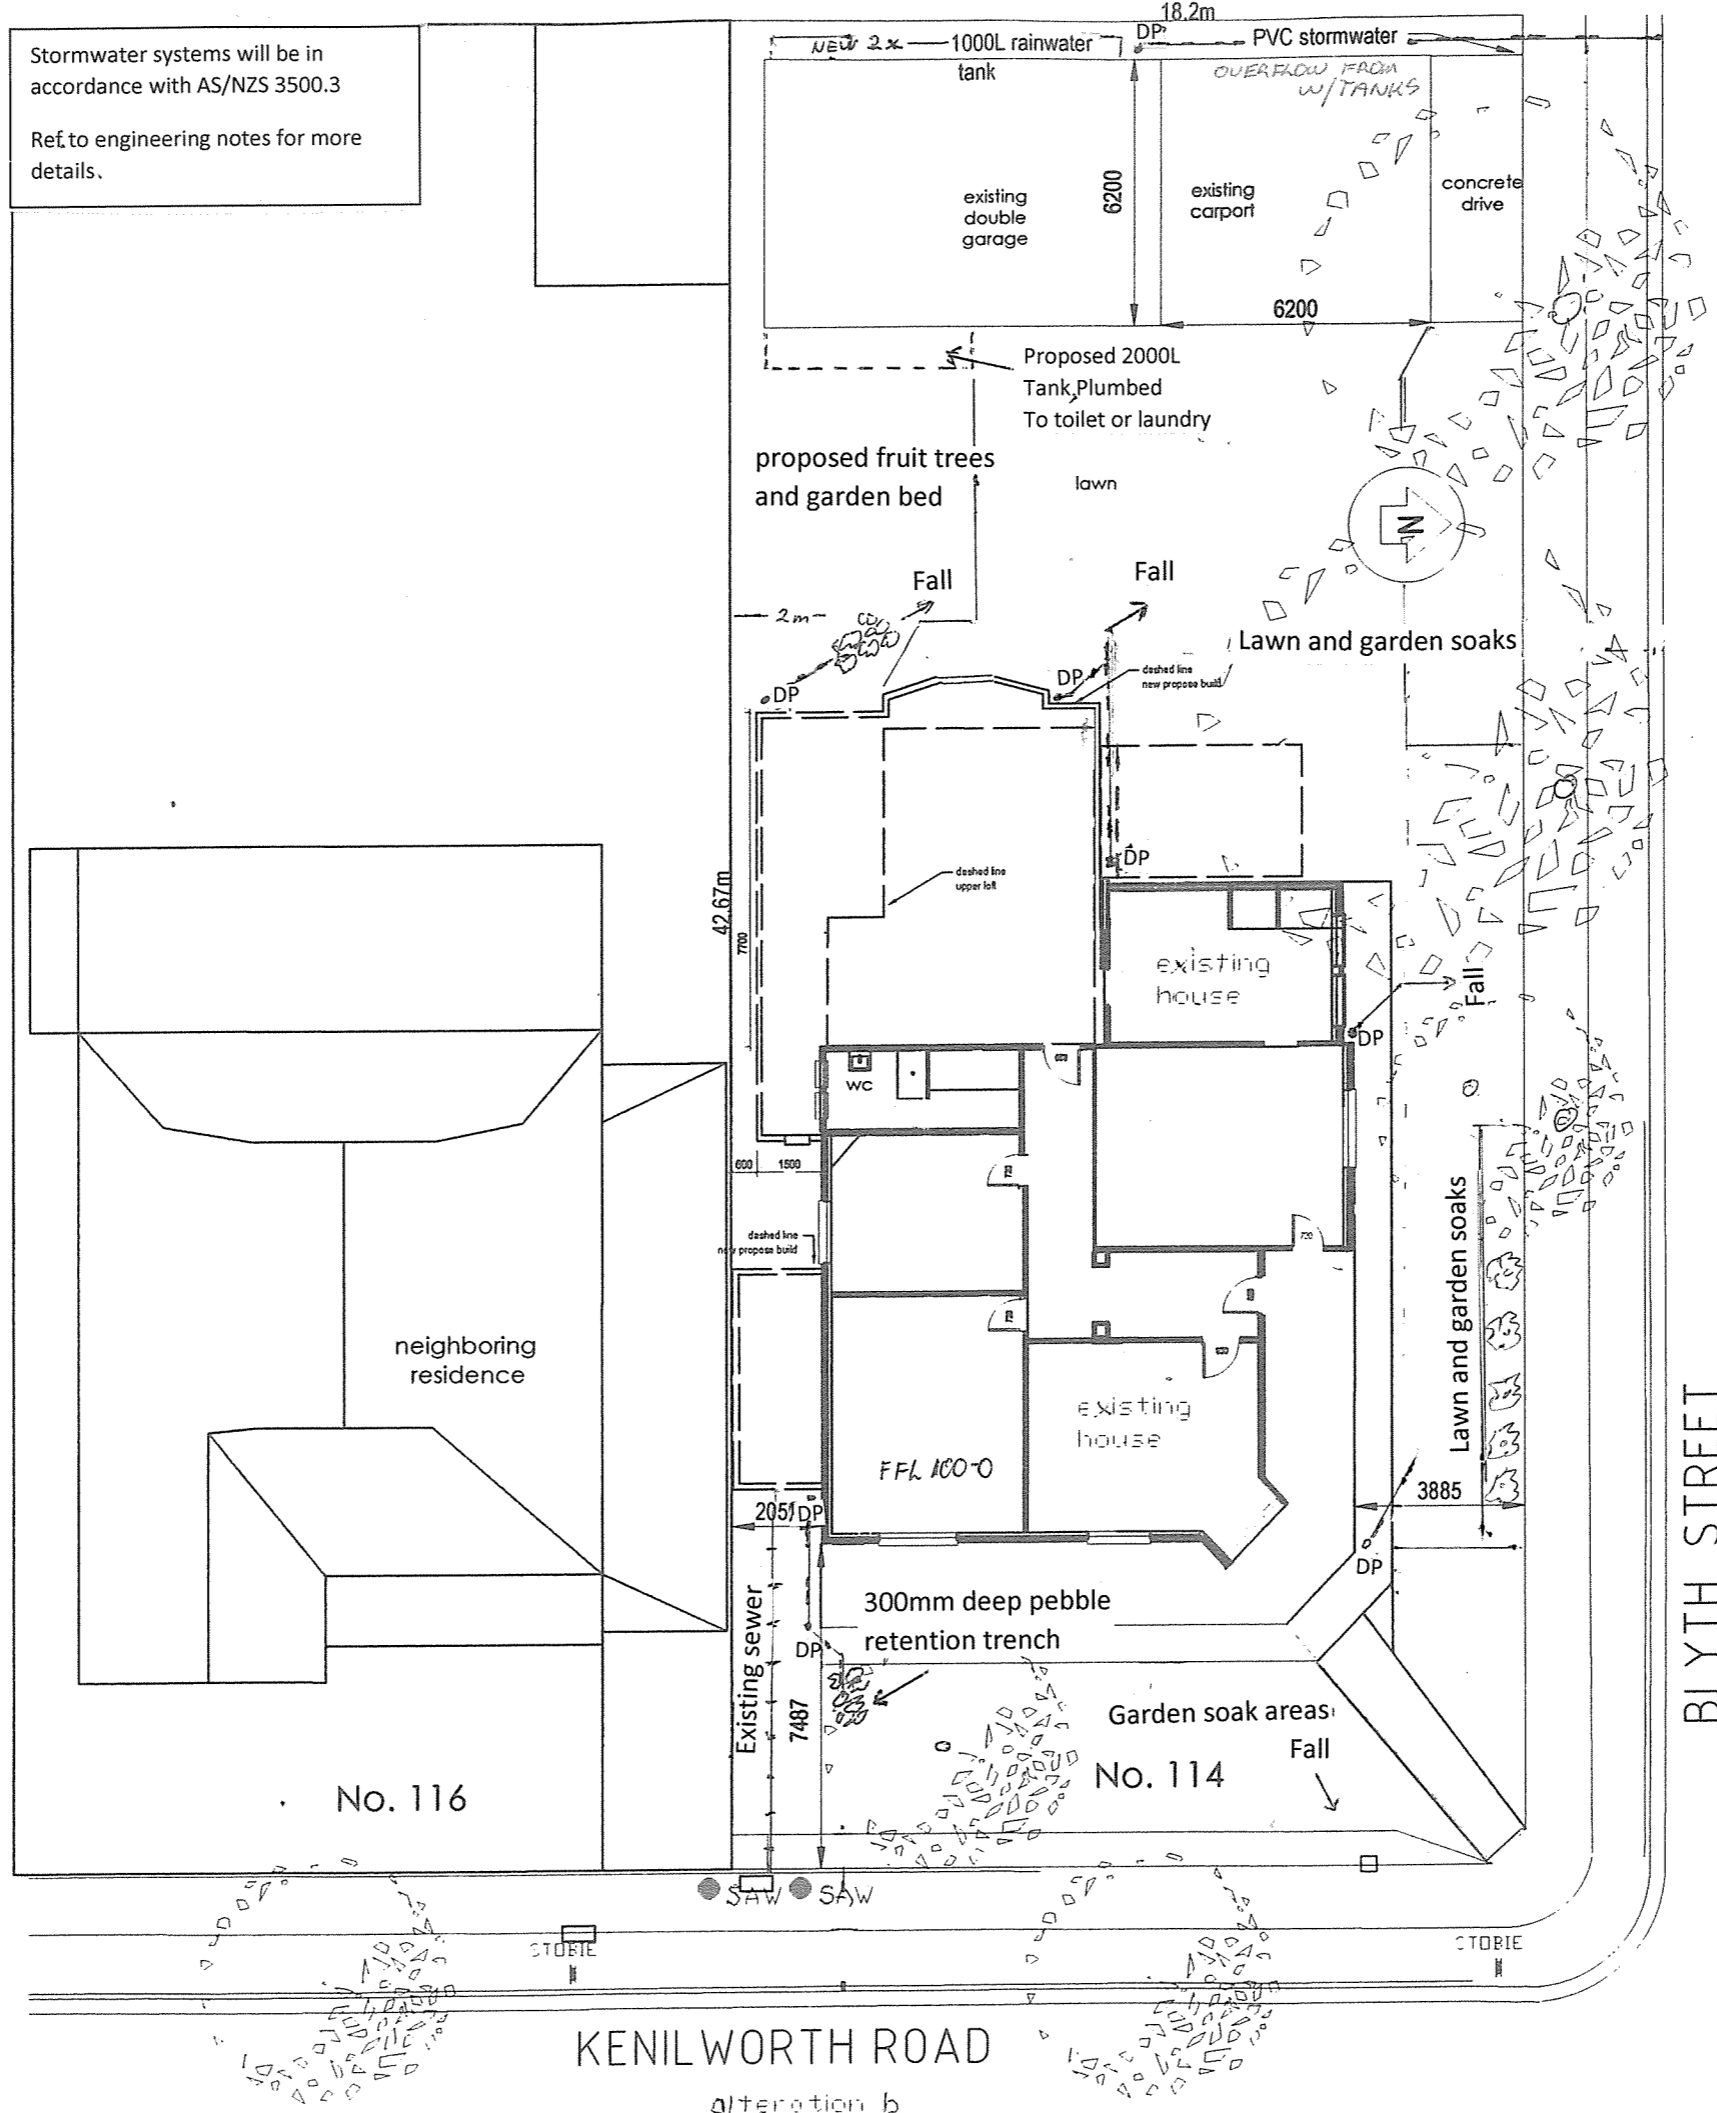 Stormwater systems will be in
accordance with AS/NZS 3500.3
Ref.to engineering notes for more
details.
18.2m
NEW 2x
1000L rainwater
tank
DP
PVC stormwater
OVERFLOW FROM
W/TANKS
existing
double
garage
6200
existing
carport
concrete
drive
6200
Proposed 2000L
Tank Plumbed
To toilet or laundry
proposed fruit trees
and garden bed
lawn
N
Fall
Fall
2m
Lawn and garden soaks
DP
DP
dashed line
new propose build
DP
dashed line
upper loft
42.67m
7700
existing
house
Fall
DP
WC
600
1500
dashed line
new propose build
720
neighboring
residence
Lawn and garden soaks
existing
house
FFL 100-0
3885
2051
DP
DP
300mm deep pebble
retention trench
Existing sewer
DP
7487
Garden soak areas
Fall
No. 114
No. 116
SAW
SAW
STOBIE
STOBIE
BLYTH STREET
KENILWORTH ROAD
alteration b